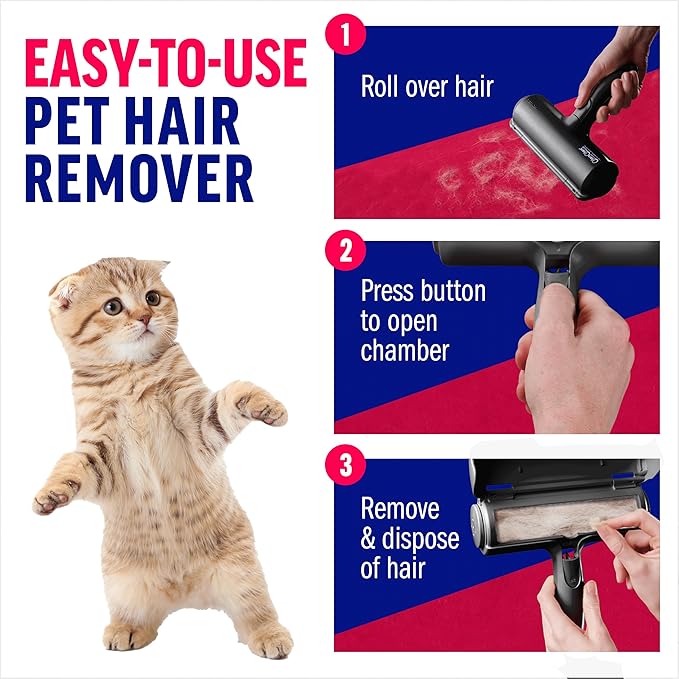 EASY-TO-USE
PET HAIR
REMOVER
1
Roll over hair
2
Press button
to open
chamber
3
Remove
& dispose
of hair